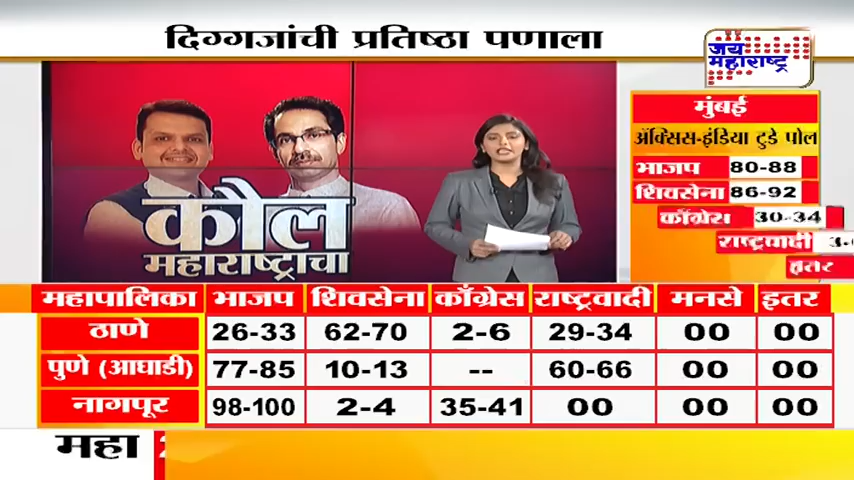 दिग्गजांची प्रतिष्ठा पणाला
जय
महाराष्ट्र
मुंबई
ॲक्सिस-इंडिया टुडे पोल
भाजप 80-88
शिवसेना 86-92
काँग्रेस 30-34
राष्ट्रवादी 3-
इतर
कौल
महाराष्ट्राचा
महापालिका भाजप शिवसेना काँग्रेस राष्ट्रवादी मनसे इतर
ठाणे 26-33 62-70 2-6 29-34 00 00
पुणे (आघाडी) 77-85 10-13 -- 60-66 00 00
नागपूर 98-100 2-4 35-41 00 00 00
महा